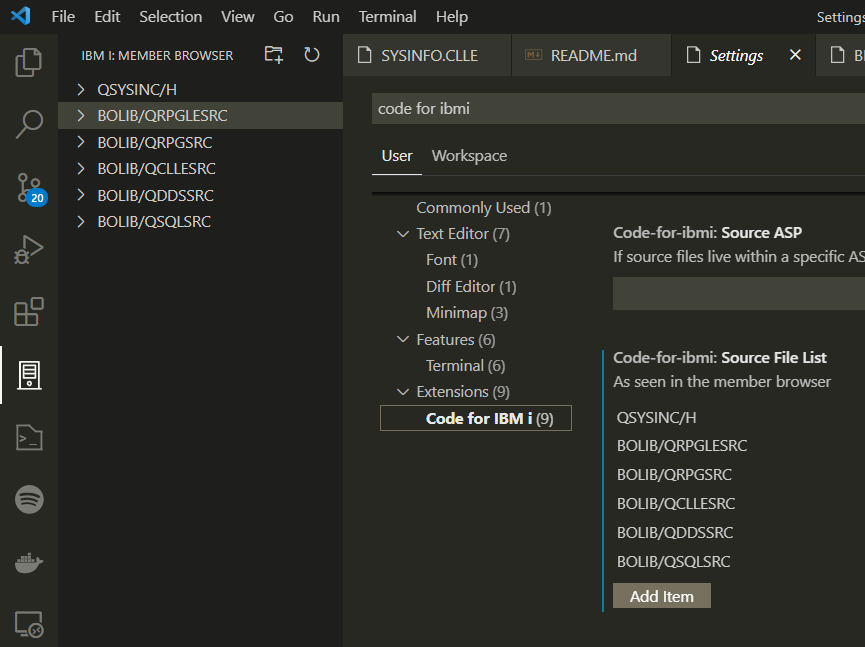 File Edit Selection View Go Run Terminal Help Settings
IBM I: MEMBER BROWSER
SYSINFO.CLLE README.md Settings
QSYSINC/H
BOLIB/QRPGLESRC
BOLIB/QRPGSRC
BOLIB/QCLLESRC
BOLIB/QDDSSRC
BOLIB/QSQLSRC
20
code for ibmi
User Workspace
Commonly Used (1)
Text Editor (7)
Font (1)
Diff Editor (1)
Minimap (3)
Features (6)
Terminal (6)
Extensions (9)
Code for IBM i (9)
Code-for-ibmi: Source ASP
If source files live within a specific AS
Code-for-ibmi: Source File List
As seen in the member browser
QSYSINC/H
BOLIB/QRPGLESRC
BOLIB/QRPGSRC
BOLIB/QCLLESRC
BOLIB/QDDSSRC
BOLIB/QSQLSRC
Add Item